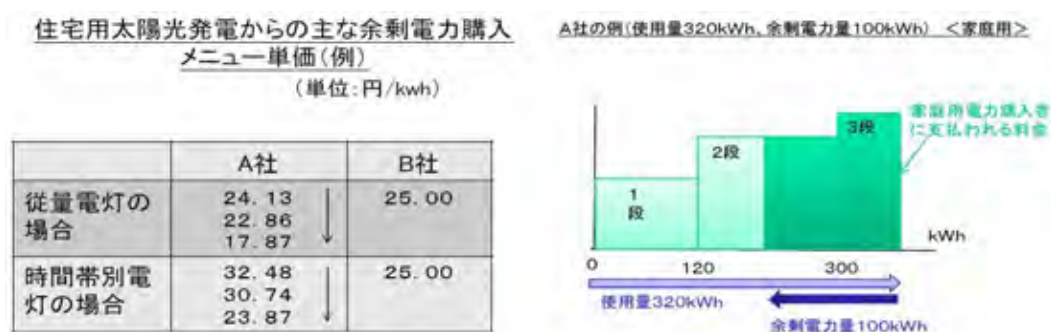 住宅用太陽光発電からの主な余剰電力購入
メニュー単価(例)
(単位:円/kwh)
A社
B社
従量電灯の
場合
24.13
22.86
17.87
25.00
時間帯別電
灯の場合
32.48
30.74
23.87
25.00
A社の例(使用量320kWh、余剰電力量100kWh) <家庭用>
家庭用電力購入者
に支払われる料金
3段
2段
1
段
kWh
0
120
300
使用量320kWh
余剰電力量100kWh